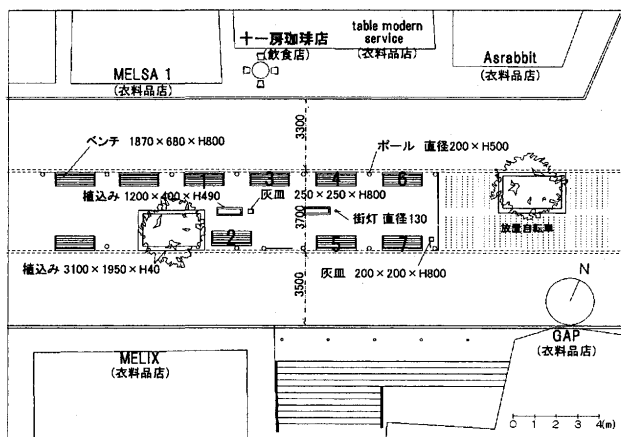 十一房珈琲店
(飲食店)
table modern
service
(衣料品店)
MELSA 1
(衣料品店)
Asrabbit
(衣料品店)
3300
ベンチ 1870×680×H800
ポール 直径200×H500
1
3
4
6
植込み 1200×400×H490
灰皿 250×250×H800
3700
街灯 直径130
2
5
7
放置自転車
植込み 3100×1950×H40
灰皿 200×200×H800
3500
N
MELIX
(衣料品店)
GAP
(衣料品店)
0 1 2 3 4(m)